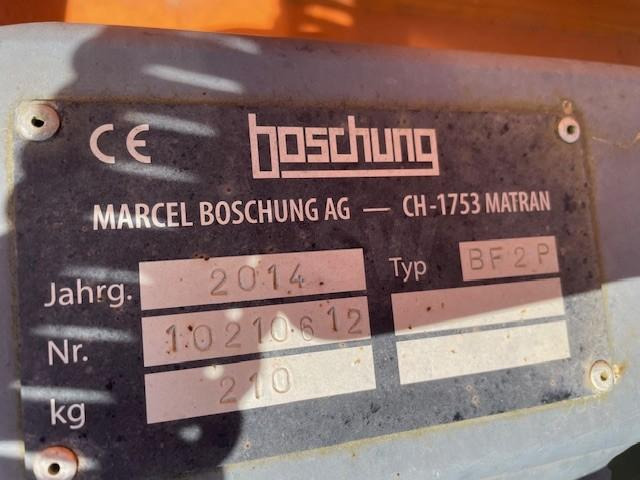 CE boschung
MARCEL BOSCHUNG AG — CH-1753 MATRAN
Jahrg. 2014 Typ BF2P
Nr. 10210612
kg 210